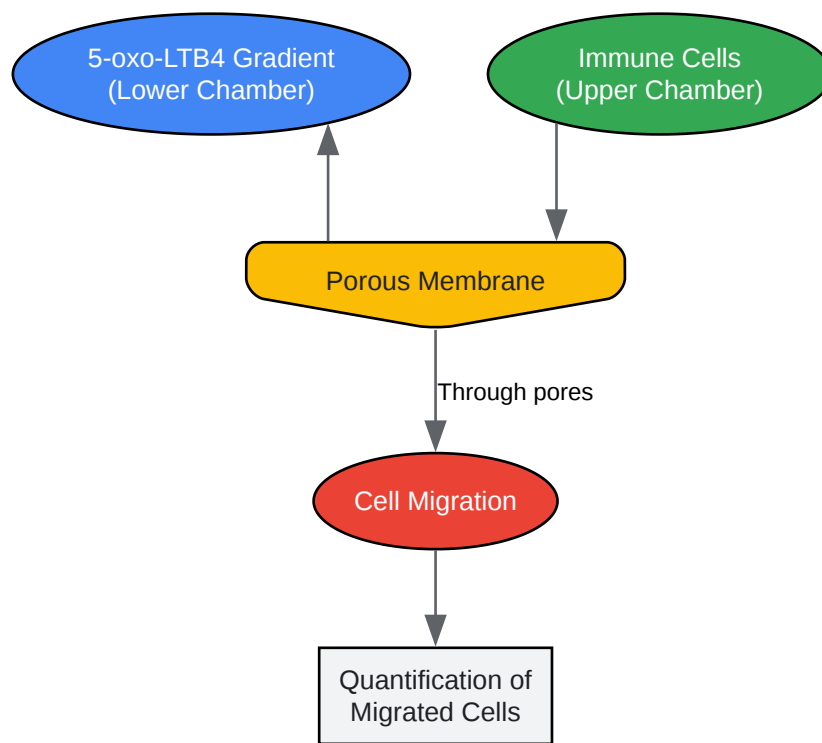 5-oxo-LTB4 Gradient
(Lower Chamber)
Immune Cells
(Upper Chamber)
Porous Membrane
Through pores
Cell Migration
Quantification of
Migrated Cells